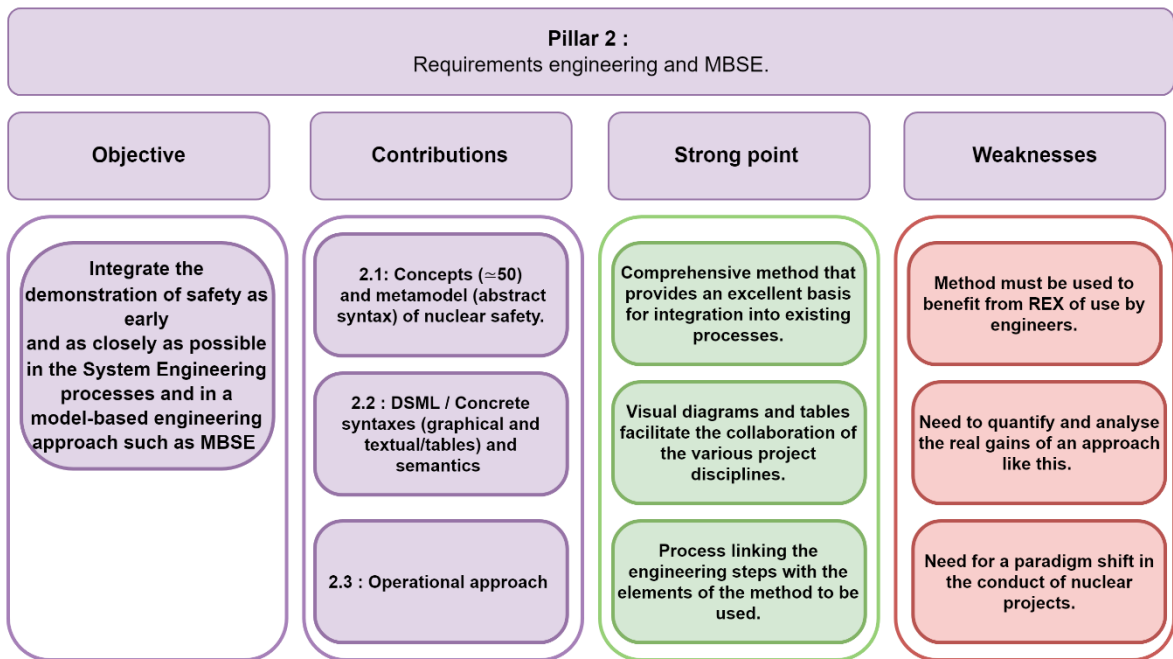 Pillar 2 :
Requirements engineering and MBSE.
Objective
Contributions
Strong point
Weaknesses
Integrate the
demonstration of safety as
early
and as closely as possible
in the System Engineering
processes and in a
model-based engineering
approach such as MBSE
2.1: Concepts (≃50)
and metamodel (abstract
syntax) of nuclear safety.
2.2 : DSML / Concrete
syntaxes (graphical and
textual/tables) and
semantics
2.3 : Operational approach
Comprehensive method that
provides an excellent basis
for integration into existing
processes.
Visual diagrams and tables
facilitate the collaboration of
the various project
disciplines.
Process linking the
engineering steps with the
elements of the method to be
used.
Method must be used to
benefit from REX of use by
engineers.
Need to quantify and analyse
the real gains of an approach
like this.
Need for a paradigm shift in
the conduct of nuclear
projects.